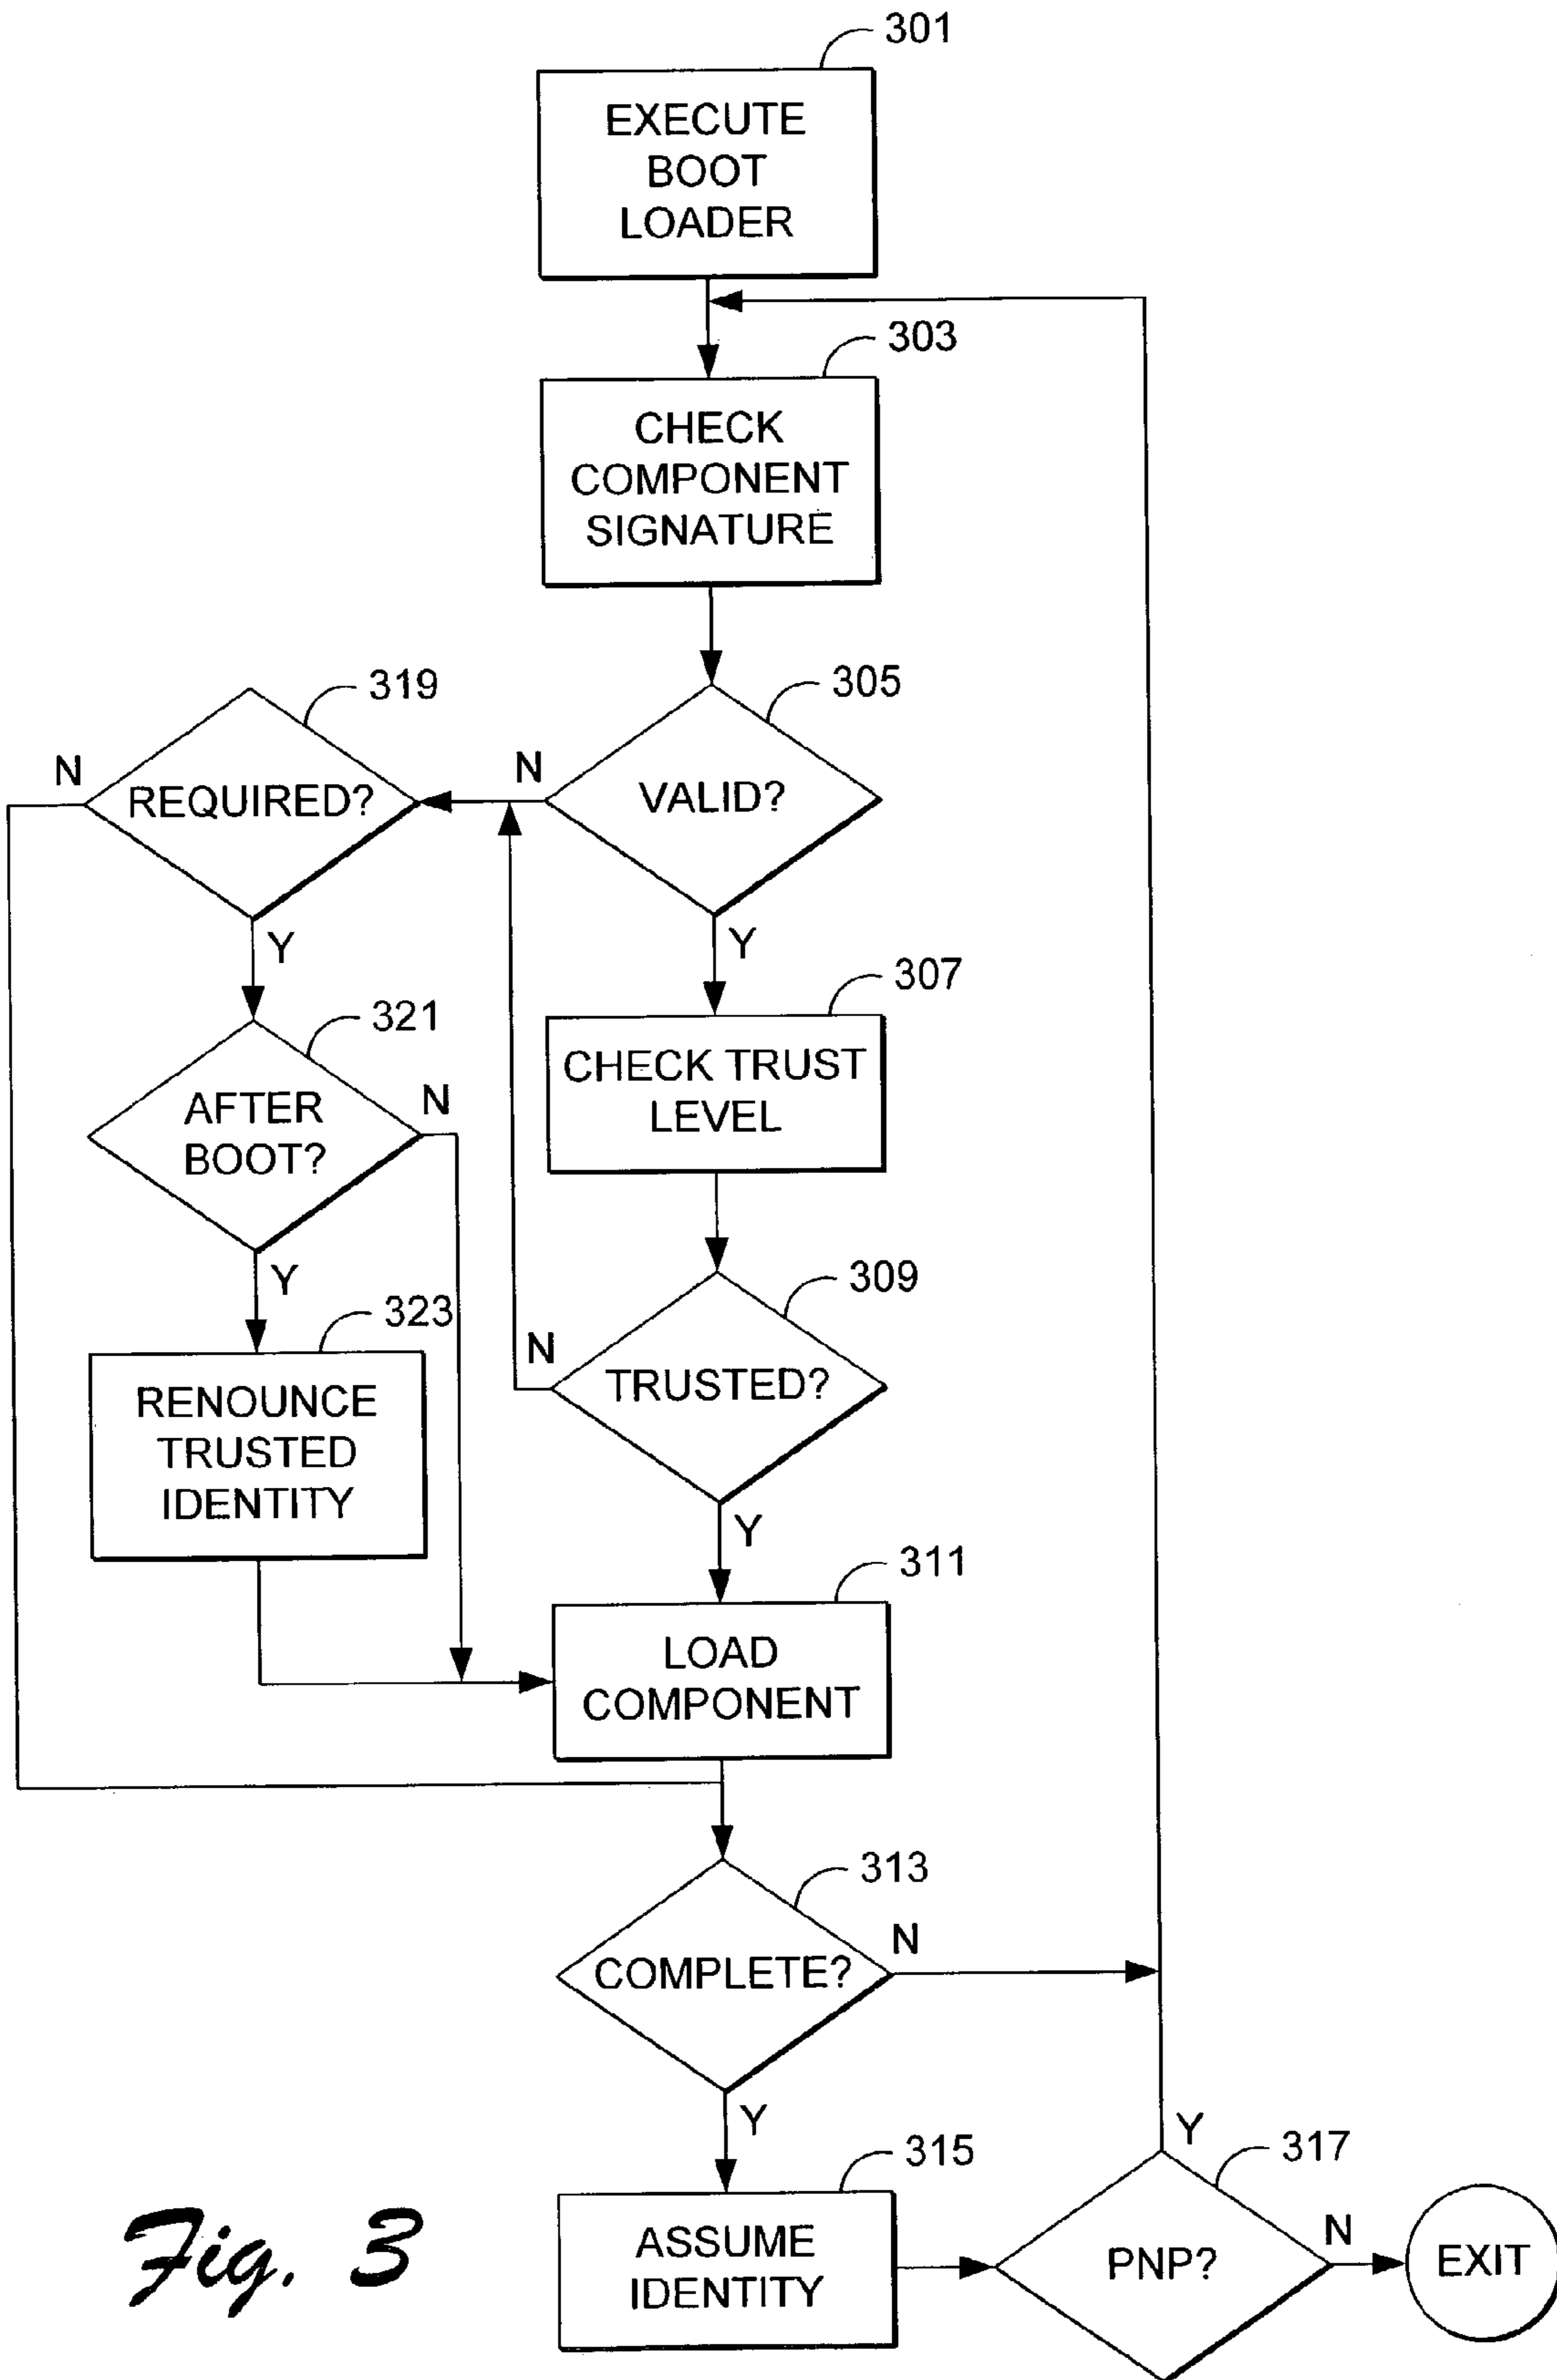 301
EXECUTE
BOOT
LOADER
303
CHECK
COMPONENT
SIGNATURE
319
305
N
REQUIRED?
N
VALID?
Y
Y
321
307
AFTER
BOOT?
N
CHECK TRUST
LEVEL
Y
309
323
N
TRUSTED?
RENOUNCE
TRUSTED
IDENTITY
Y
311
LOAD
COMPONENT
313
COMPLETE?
N
Y
Y
317
315
ASSUME
IDENTITY
PNP?
N
EXIT
Fig. 3